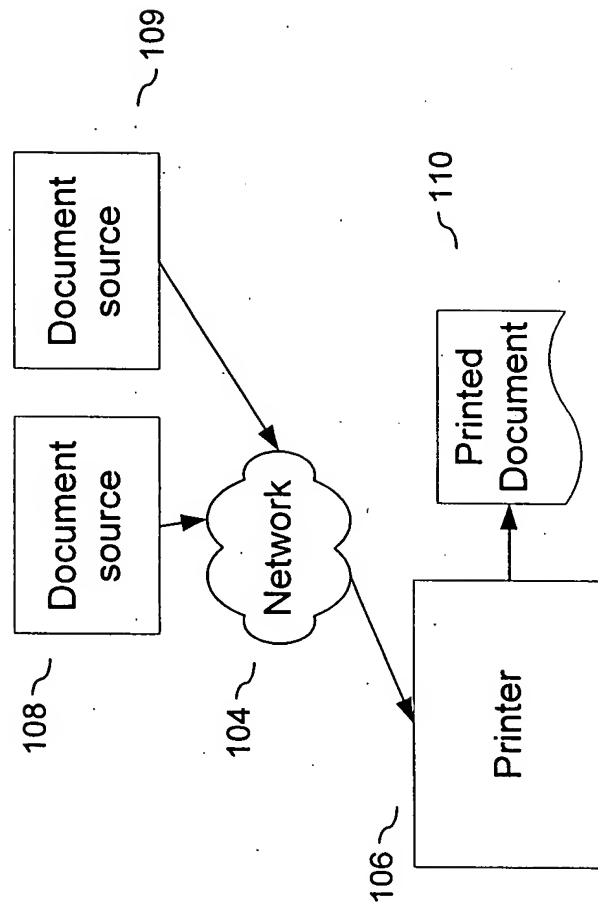 108
Document
source
Document
source
109
104
Network
106
Printer
Printed
Document
110